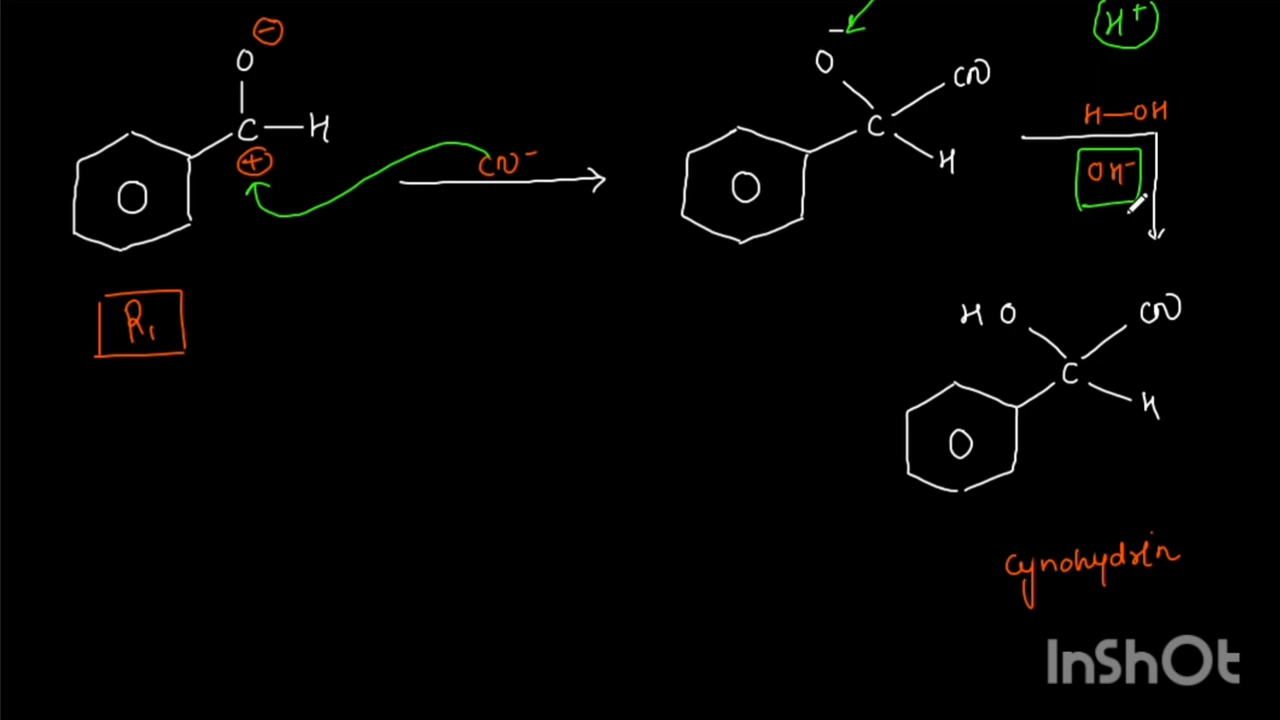 ⊖
O
C—H
⊕
CN⁻
R₁
−
O
CN
C
H
H⁺
H—OH
OH⁻
O
O
HO
CN
C
H
O
Cynohydrin
InShOt